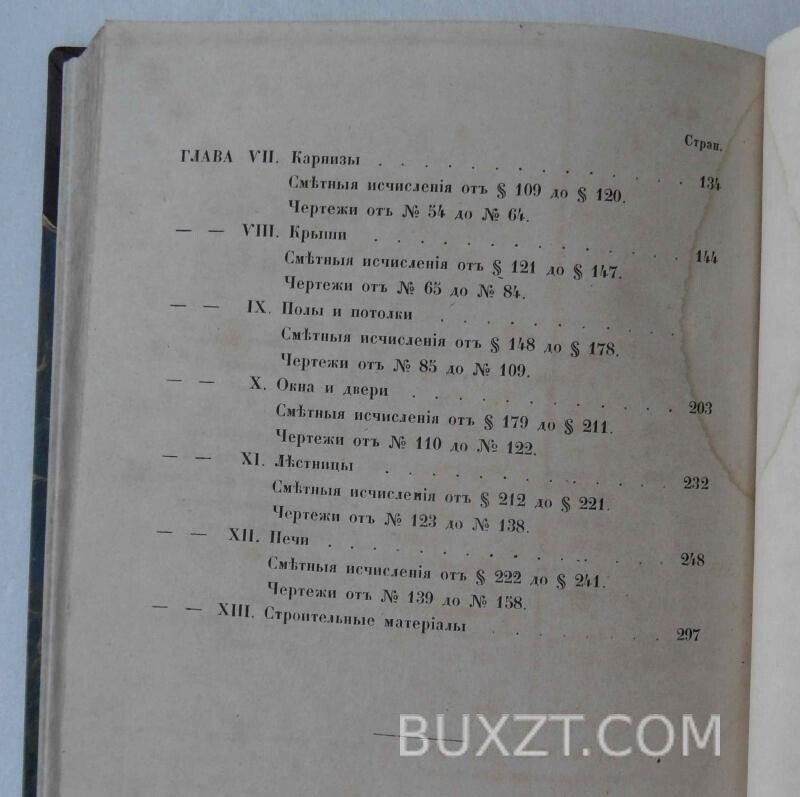 Стран.
ГЛАВА VII. Карнизы . . . . . . . . . . . . 134
Смѣтныя исчисленія отъ § 109 до § 120.
Чертежи отъ № 54 до № 64.
— — VIII. Крыши . . . . . . . . . . . . 144
Смѣтныя исчисленія отъ § 121 до § 147.
Чертежи отъ № 65 до № 84.
— — IX. Полы и потолки . . . . . . . . . .
Смѣтныя исчисленія отъ § 148 до § 178.
Чертежи отъ № 85 до № 109.
— — X. Окна и двери . . . . . . . . . . . 203
Смѣтныя исчисленія отъ § 179 до § 211.
Чертежи отъ № 110 до № 122.
— — XI. Лѣстницы . . . . . . . . . . . 232
Смѣтныя исчисленія отъ § 212 до § 221.
Чертежи отъ № 123 до № 138.
— — XII. Печи . . . . . . . . . . . . . 248
Смѣтныя исчисленія отъ § 222 до § 241.
Чертежи отъ № 139 до № 158.
— — XIII. Строительные матеріалы . . . . . . . . 297
BUXZT.COM